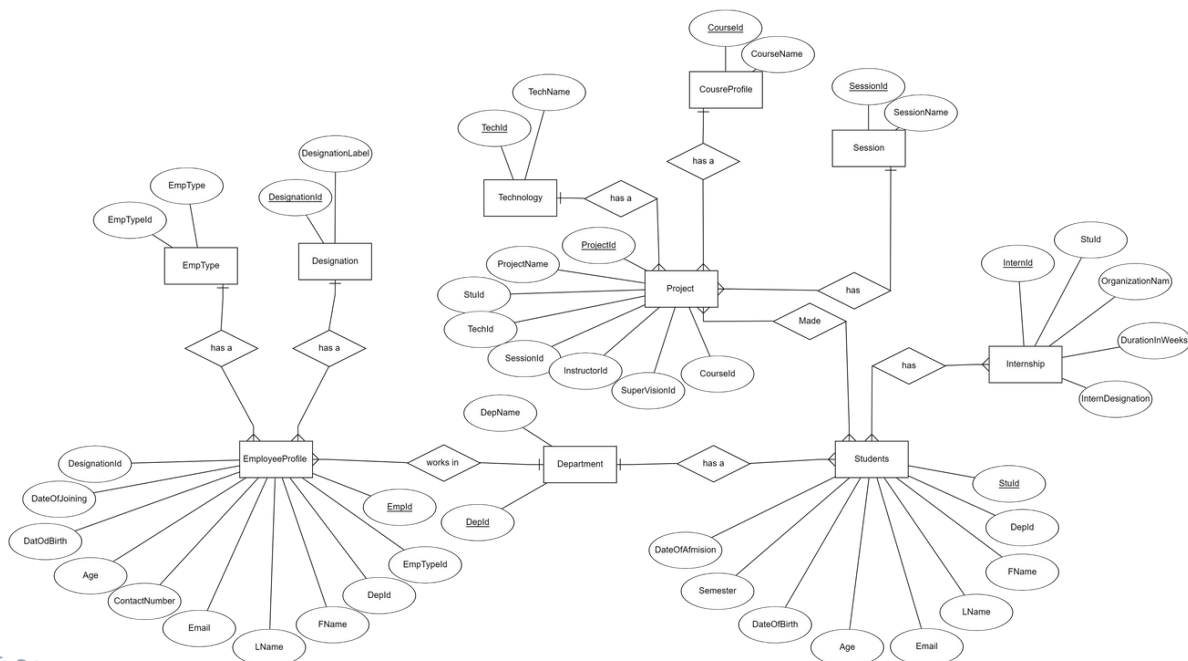 CourseId
CourseName
CousreProfile
SessionId
SessionName
Session
TechName
TechId
Technology
has a
has a
DesignationLabel
EmpType
DesignationId
EmpTypeId
EmpType
Designation
ProjectId
ProjectName
Project
StuId
TechId
SessionId
InstructorId
SuperVisionId
CourseId
has
Made
StuId
InternId
OrganizationNam
DurationInWeeks
Internship
InternDesignation
has
has a
has a
DepName
EmployeeProfile
works in
Department
has a
Students
DesignationId
DateOfJoining
DatOdBirth
Age
ContactNumber
Email
LName
FName
DepId
EmpTypeId
EmpId
DepId
StuId
DepId
FName
LName
Email
Age
DateOfBirth
Semester
DateOfAfmision